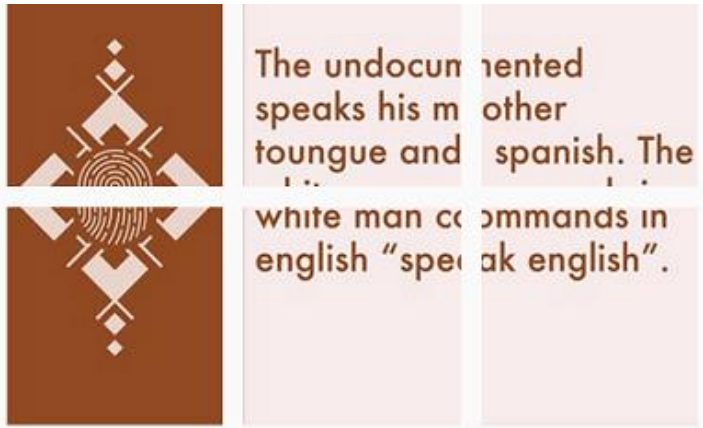 The undocumented
speaks his mother
toungue and spanish. The
white man commands in
english “speak english”.